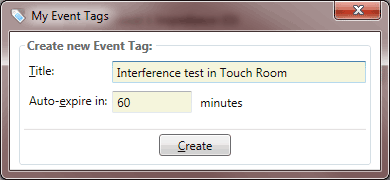 My Event Tags
Create new Event Tag:
Title: Interference test in Touch Room
Auto-expire in: 60 minutes
Create